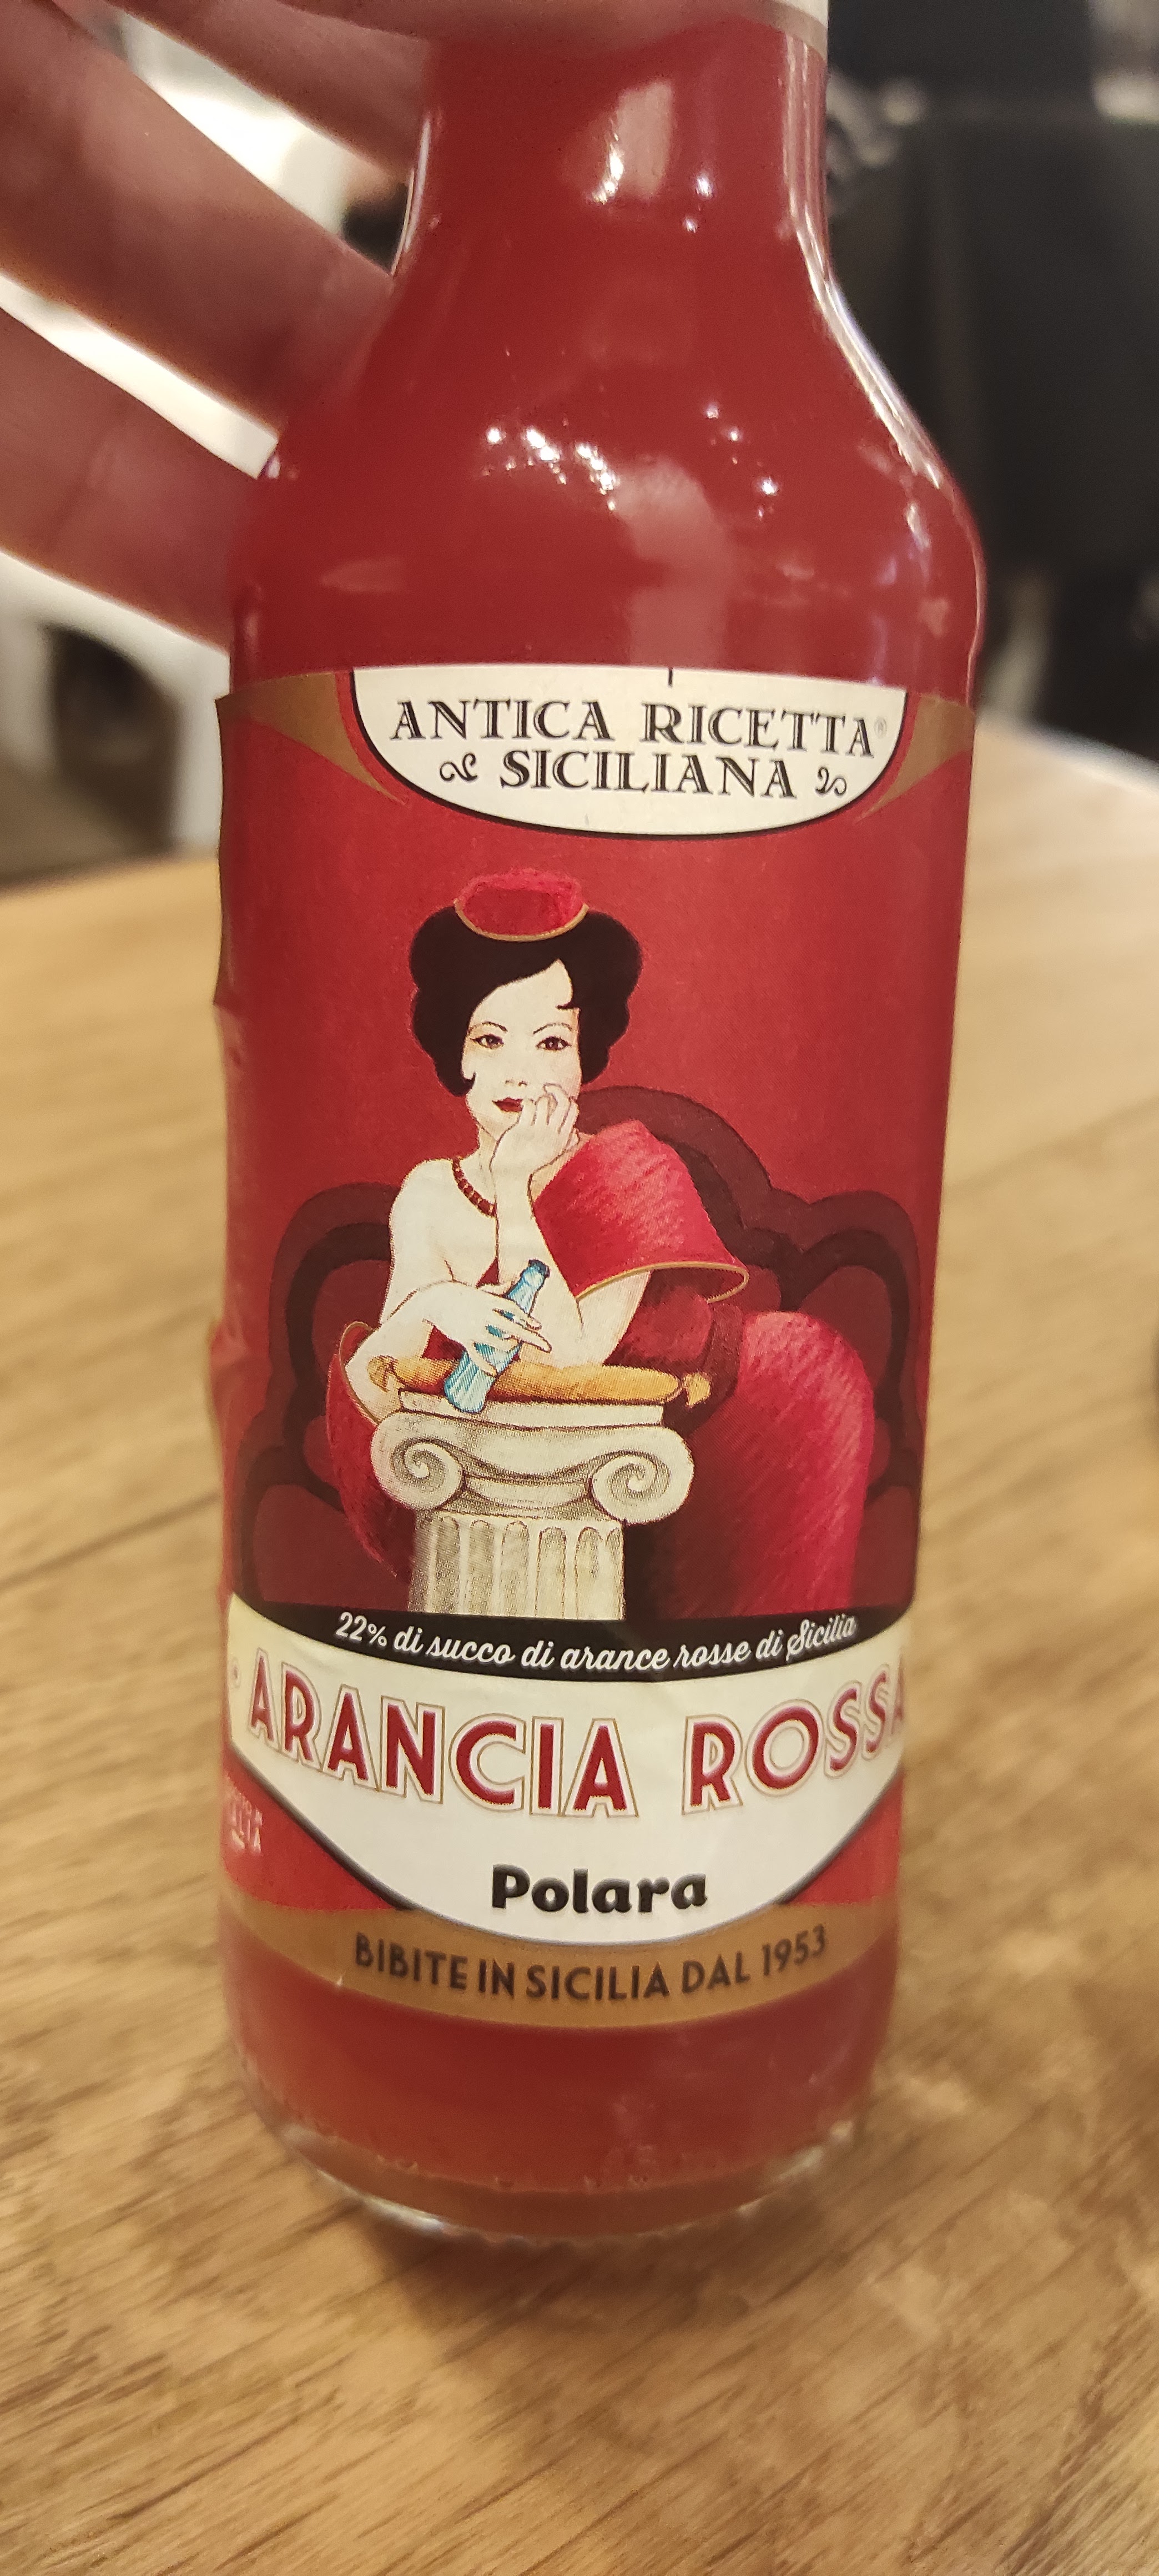 ANTICA RICETTA®
SICILIANA
22% di succo di arance rosse di Sicilia
ARANCIA ROSSA
Polara
BIBITE IN SICILIA DAL 1953